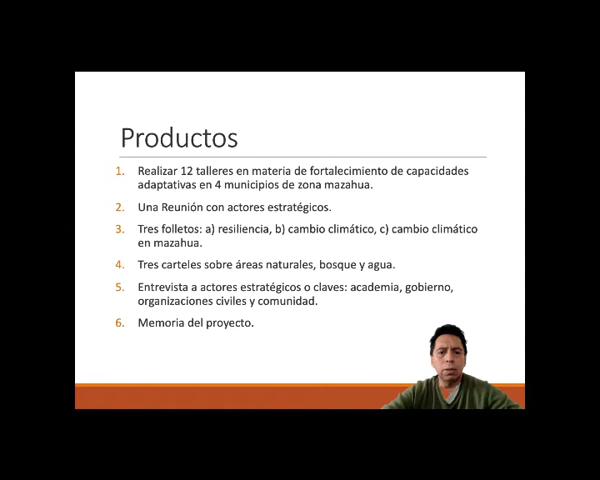 Productos
1. Realizar 12 talleres en materia de fortalecimiento de capacidades
adaptativas en 4 municipios de zona mazahua.
2. Una Reunión con actores estratégicos.
3. Tres folletos: a) resiliencia, b) cambio climático, c) cambio climático
en mazahua.
4. Tres carteles sobre áreas naturales, bosque y agua.
5. Entrevista a actores estratégicos o claves: academia, gobierno,
organizaciones civiles y comunidad.
6. Memoria del proyecto.